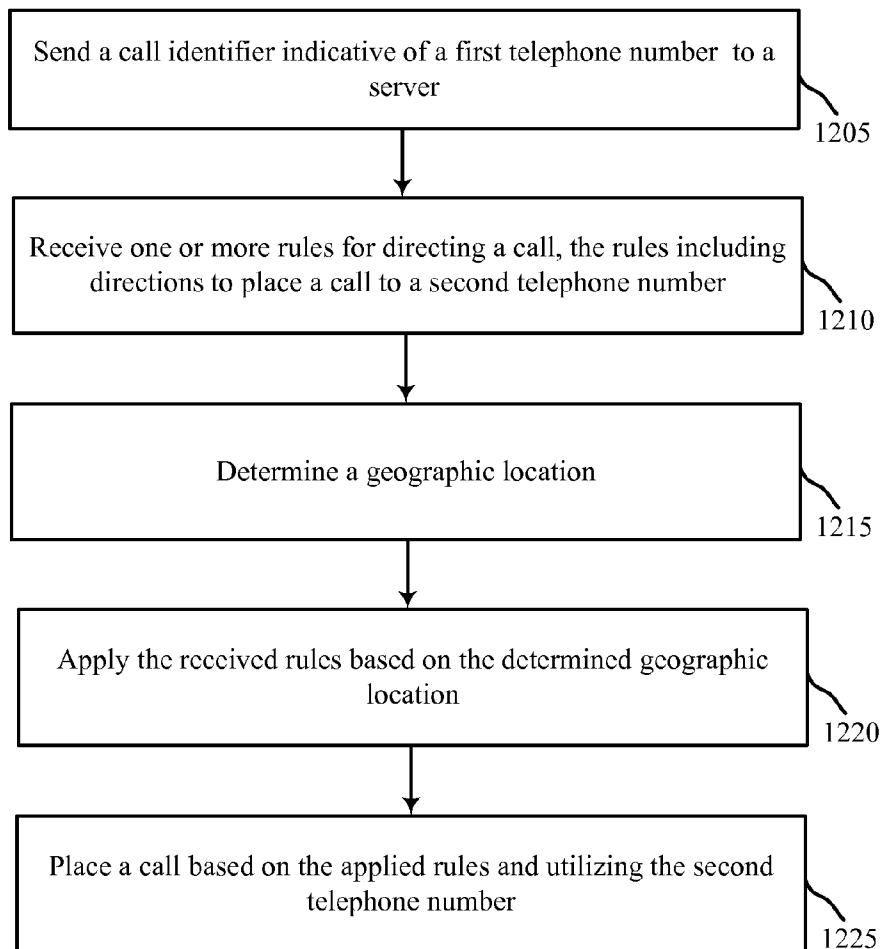 Send a call identifier indicative of a first telephone number to a
server
1205
Receive one or more rules for directing a call, the rules including
directions to place a call to a second telephone number
1210
Determine a geographic location
1215
Apply the received rules based on the determined geographic
location
1220
Place a call based on the applied rules and utilizing the second
telephone number
1225